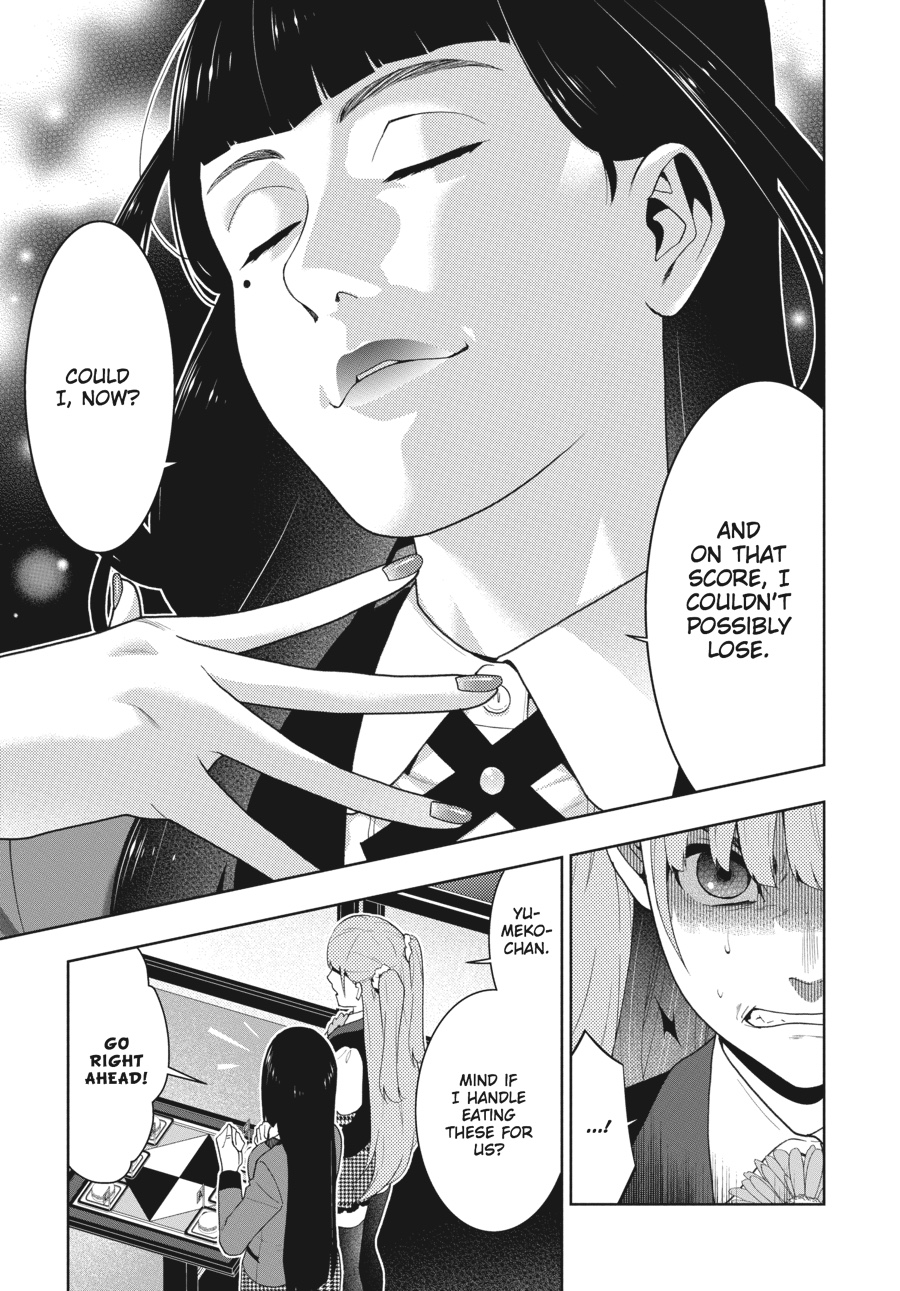 AND
ON THAT
SCORE, I
COULDN'T
POSSIBLY
LOSE.
COULD
I, NOW?
...!
YU-
MEKO-
CHAN.
MIND IF
I HANDLE
EATING
THESE FOR
US?
GO
RIGHT
AHEAD!